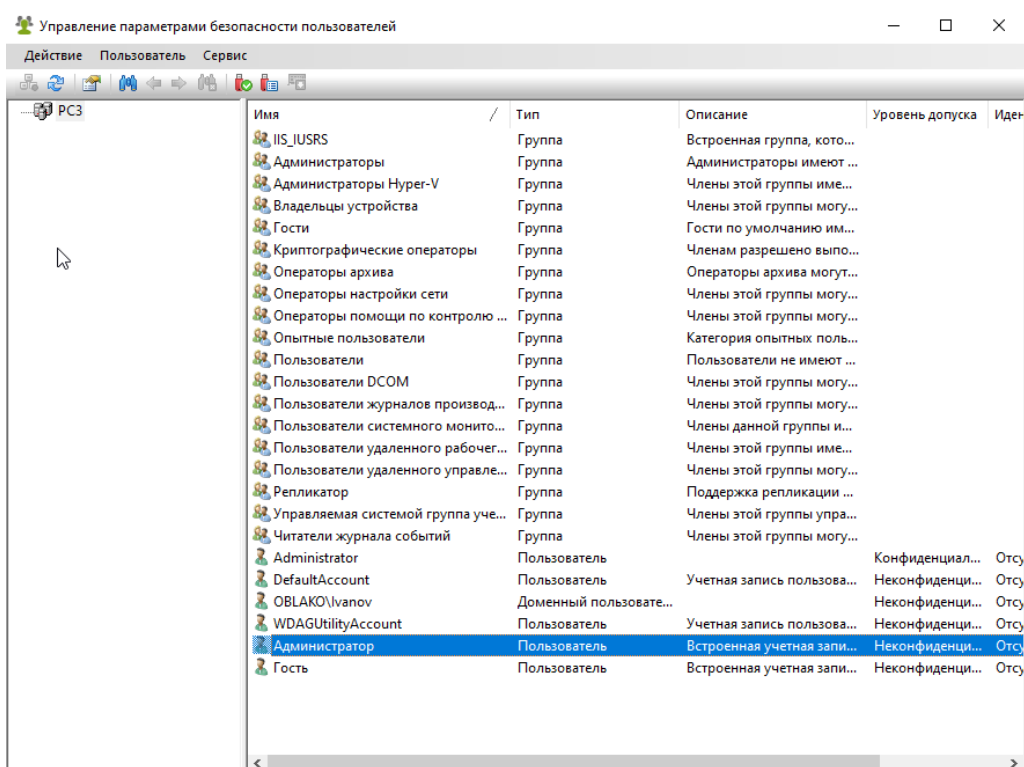 Управление параметрами безопасности пользователей
Действие Пользователь Сервис
PC3
Имя Тип Описание Уровень допуска Иден
IIS_IUSRS Группа Встроенная группа, кото...
Администраторы Группа Администраторы имеют ...
Администраторы Hyper-V Группа Члены этой группы име...
Владельцы устройства Группа Члены этой группы могу...
Гости Группа Гости по умолчанию им...
Криптографические операторы Группа Членам разрешено выпо...
Операторы архива Группа Операторы архива могут...
Операторы настройки сети Группа Члены этой группы могу...
Операторы помощи по контролю ... Группа Члены этой группы могу...
Опытные пользователи Группа Категория опытных поль...
Пользователи Группа Пользователи не имеют ...
Пользователи DCOM Группа Члены этой группы могу...
Пользователи журналов производ... Группа Члены этой группы могу...
Пользователи системного монито... Группа Члены данной группы и...
Пользователи удаленного рабочег... Группа Члены этой группы име...
Пользователи удаленного управле... Группа Члены этой группы могу...
Репликатор Группа Поддержка репликации ...
Управляемая системой группа уче... Группа Члены этой группы упра...
Читатели журнала событий Группа Члены этой группы могу...
Administrator Пользователь Конфиденциал... Отсу
DefaultAccount Пользователь Учетная запись пользова... Неконфиденци... Отсу
OBLAKO\Ivanov Доменный пользовате... Неконфиденци... Отсу
WDAGUtilityAccount Пользователь Учетная запись пользова... Неконфиденци... Отсу
Администратор Пользователь Встроенная учетная запи... Неконфиденци... Отсу
Гость Пользователь Встроенная учетная запи... Неконфиденци... Отсу